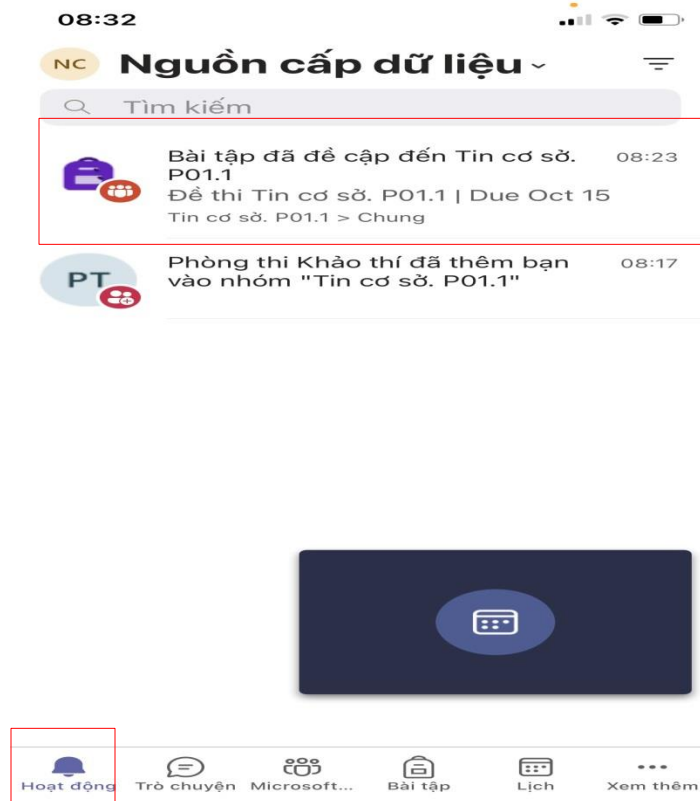 08:32
NC Nguồn cấp dữ liệu
Tìm kiếm
Bài tập đã đề cập đến Tin cơ sở. 08:23
P01.1
Đề thi Tin cơ sở. P01.1 | Due Oct 15
Tin cơ sở. P01.1 > Chung
PT Phòng thi Khảo thí đã thêm bạn 08:17
vào nhóm "Tin cơ sở. P01.1"
Hoạt động Trò chuyện Microsoft... Bài tập Lịch Xem thêm